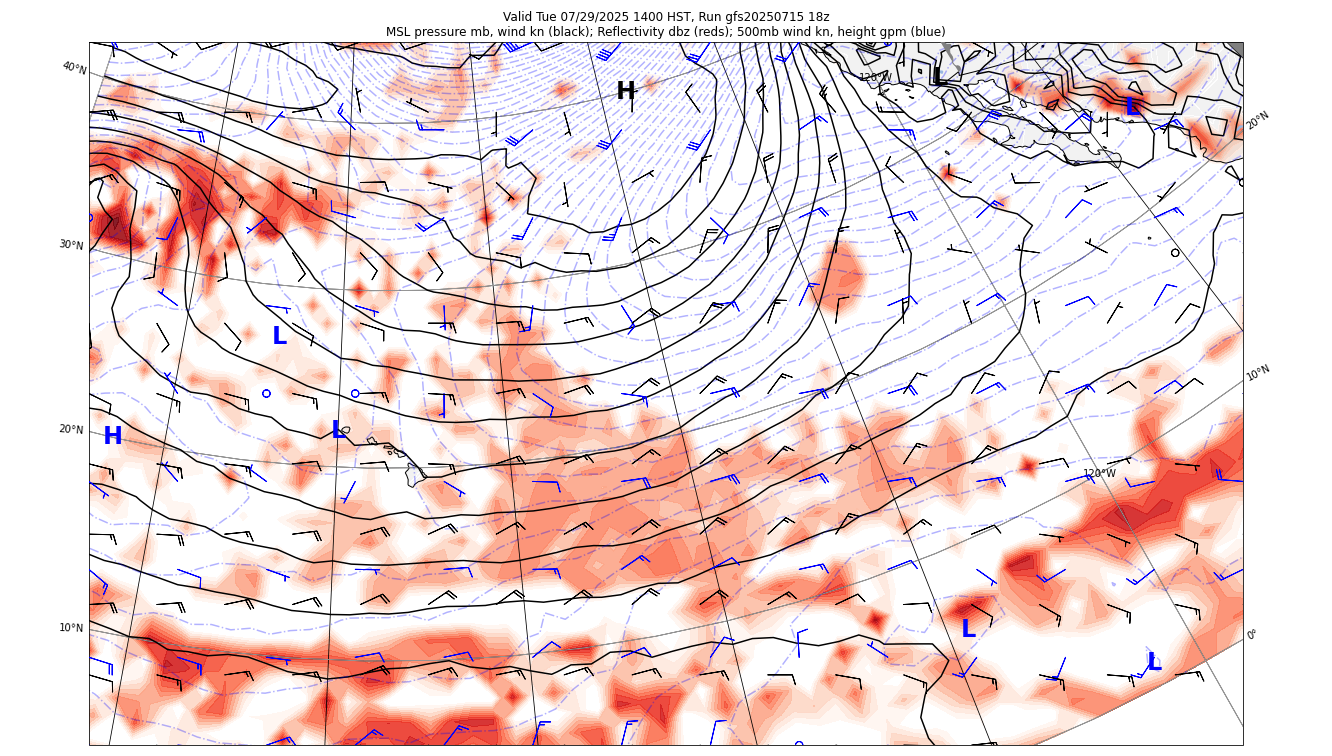 Valid Tue 07/29/2025 1400 HST, Run gfs20250715 18z
MSL pressure mb, wind kn (black); Reflectivity dbz (reds); 500mb wind kn, height gpm (blue)
40°N
120°W
L
H
L
20°N
30°N
L
10°N
20°N
H
L
120°W
10°N
L
0°
L